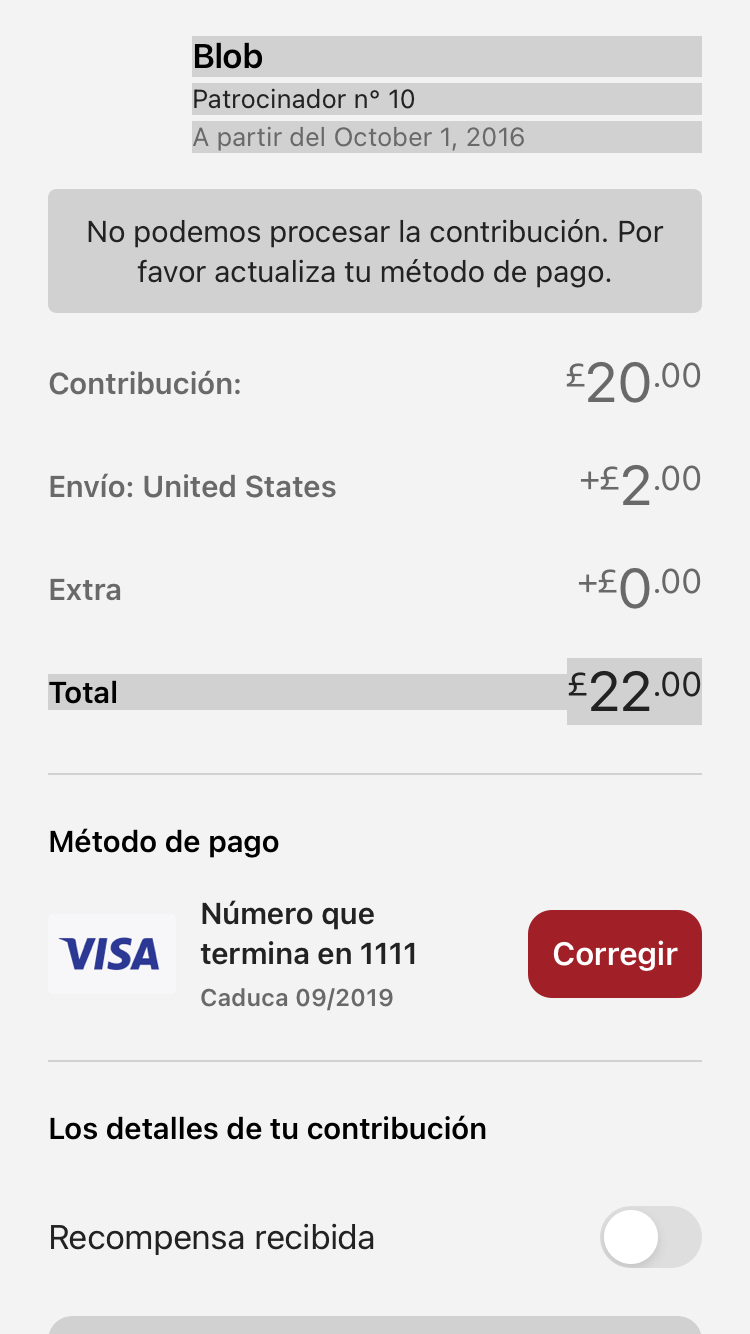 Blob
Patrocinador n° 10
A partir del October 1, 2016
No podemos procesar la contribución. Por
favor actualiza tu método de pago.
Contribución: £20.00
Envío: United States +£2.00
Extra +£0.00
Total £22.00
Método de pago
VISA
Número que
termina en 1111
Caduca 09/2019
Corregir
Los detalles de tu contribución
Recompensa recibida